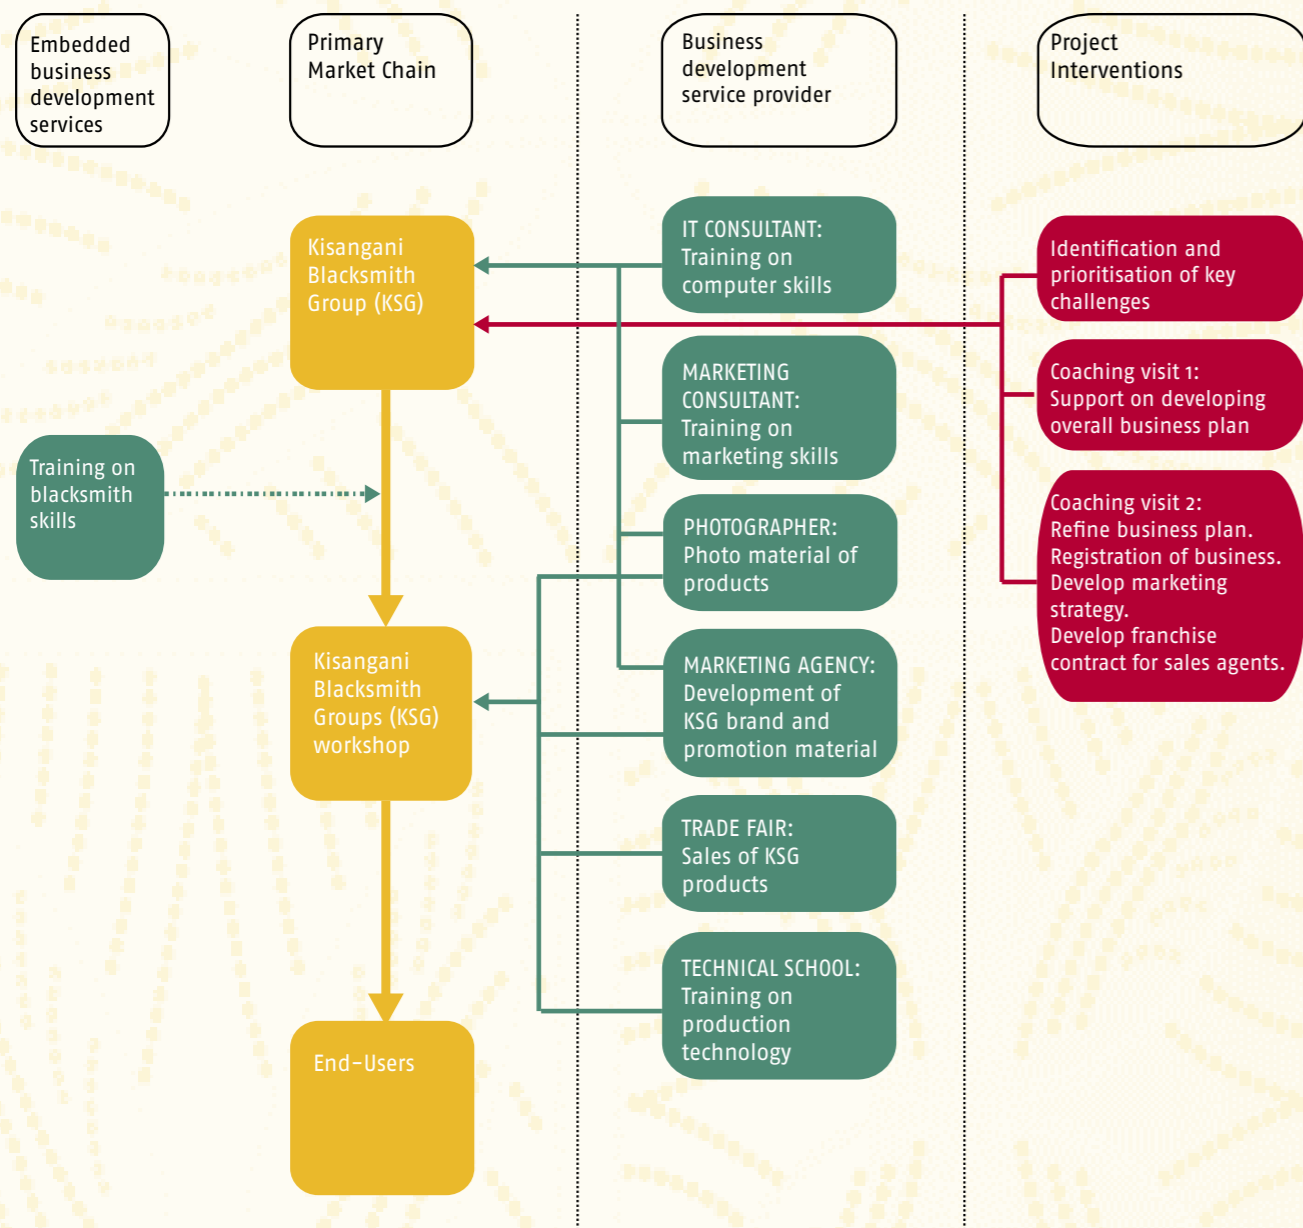 Embedded
business
development
services
Primary
Market Chain
Business
development
service provider
Project
Interventions
Kisangani
Blacksmith
Group (KSG)
Training on
blacksmith
skills
Kisangani
Blacksmith
Groups (KSG)
workshop
End-Users
IT CONSULTANT:
Training on
computer skills
MARKETING
CONSULTANT:
Training on
marketing skills
PHOTOGRAPHER:
Photo material of
products
MARKETING AGENCY:
Development of
KSG brand and
promotion material
TRADE FAIR:
Sales of KSG
products
TECHNICAL SCHOOL:
Training on
production
technology
Identification and
prioritisation of key
challenges
Coaching visit 1:
Support on developing
overall business plan
Coaching visit 2:
Refine business plan.
Registration of business.
Develop marketing
strategy.
Develop franchise
contract for sales agents.